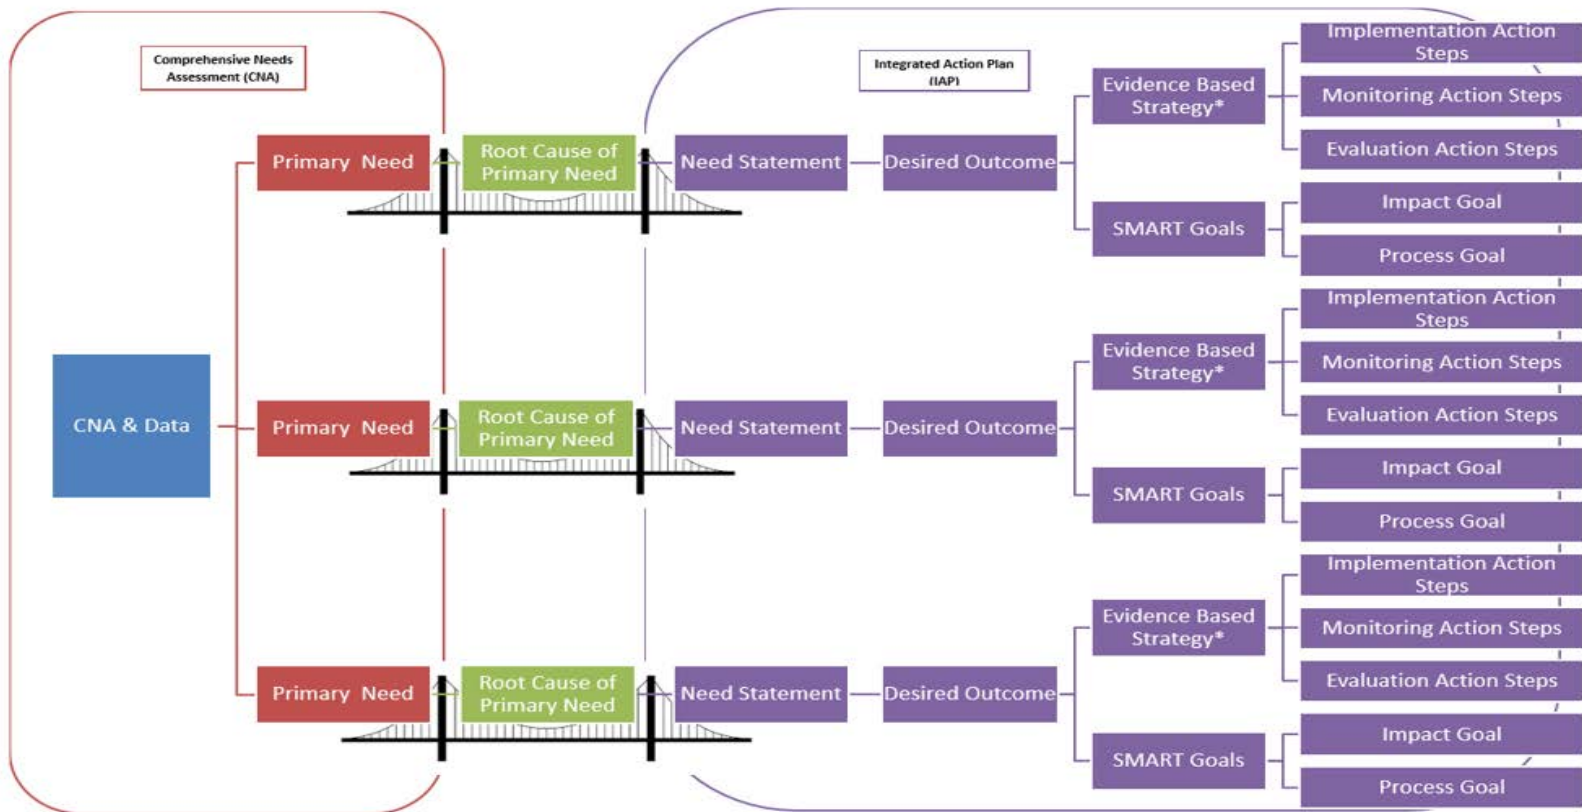 Comprehensive Needs
Assessment (CNA)
Integrated Action Plan
(IAP)
CNA & Data
Primary Need
Root Cause of
Primary Need
Need Statement
Desired Outcome
Evidence Based
Strategy*
Implementation Action
Steps
Monitoring Action Steps
Evaluation Action Steps
SMART Goals
Impact Goal
Process Goal
Primary Need
Root Cause of
Primary Need
Need Statement
Desired Outcome
Evidence Based
Strategy*
Implementation Action
Steps
Monitoring Action Steps
Evaluation Action Steps
SMART Goals
Impact Goal
Process Goal
Primary Need
Root Cause of
Primary Need
Need Statement
Desired Outcome
Evidence Based
Strategy*
Implementation Action
Steps
Monitoring Action Steps
Evaluation Action Steps
SMART Goals
Impact Goal
Process Goal